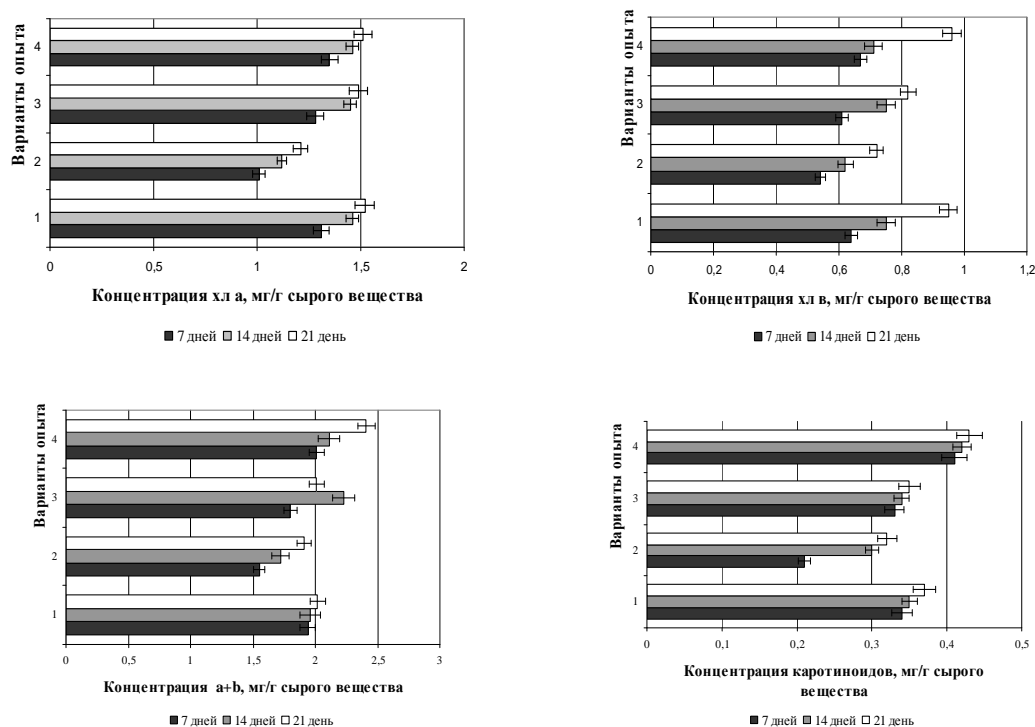 Варианты опыта
4
3
2
1
0 0,5 1 1,5 2
Концентрация хл а, мг/г сырого вещества
7 дней 14 дней 21 день
Варианты опыта
4
3
2
1
0 0,2 0,4 0,6 0,8 1 1,2
Концентрация хл в, мг/г сырого вещества
7 дней 14 дней 21 день
Варианты опыта
4
3
2
1
0 0,5 1 1,5 2 2,5 3
Концентрация a+b, мг/г сырого вещества
7 дней 14 дней 21 день
Варианты опыта
4
3
2
1
0 0,2 0,3 0,4 0,5
Концентрация каротиноидов, мг/г сырого
вещества
7 дней 14 дней 21 день